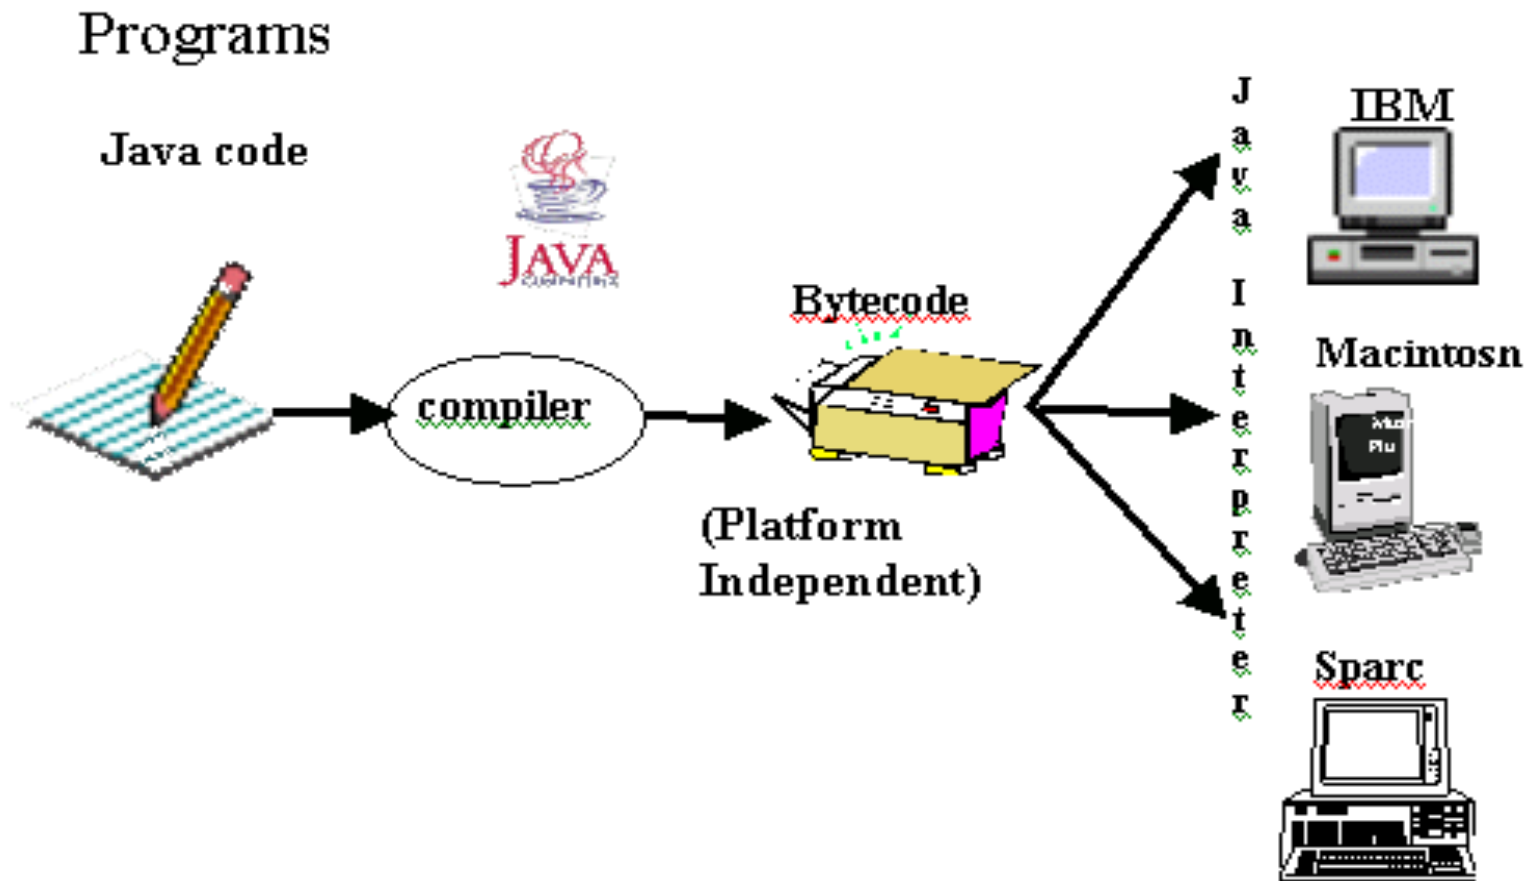 Programs
Java code
JAVA
compiler
Bytecode
(Platform
Independent)
Java Interpreter
IBM
Macintosn
Sparc